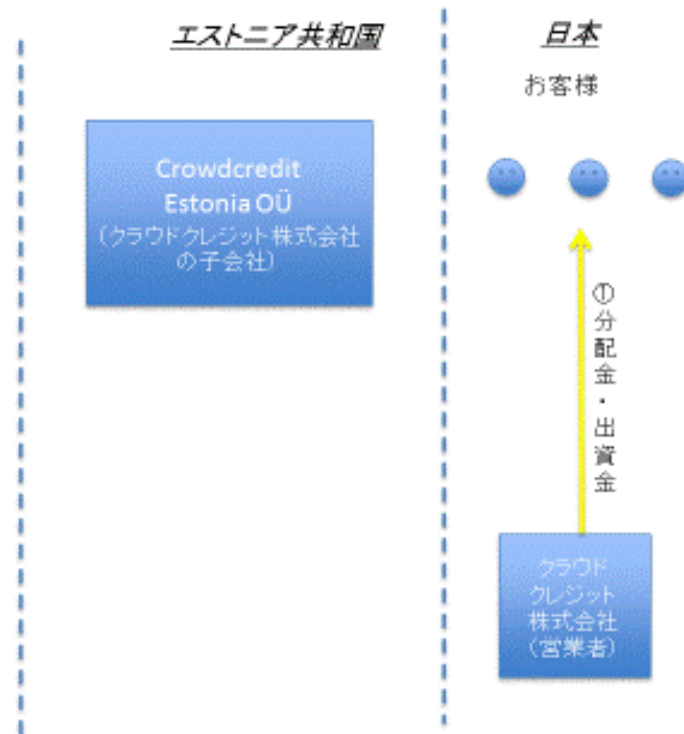 エストニア共和国
日本
お客様
Crowdcredit
Estonia OÜ
(クラウドクレジット株式会社
の子会社)
①分配金・出資金
クラウド
クレジット
株式会社
(営業者)